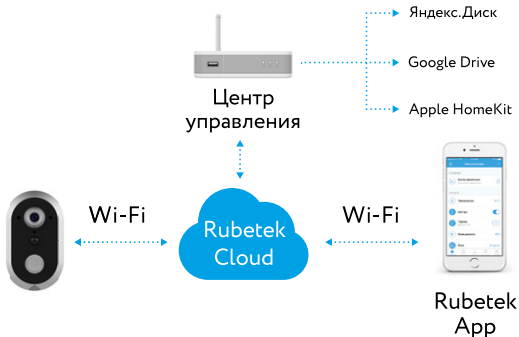 Яндекс.Диск
Google Drive
Apple HomeKit
Центр
управления
Wi-Fi
Rubetek
Cloud
Wi-Fi
Rubetek
App